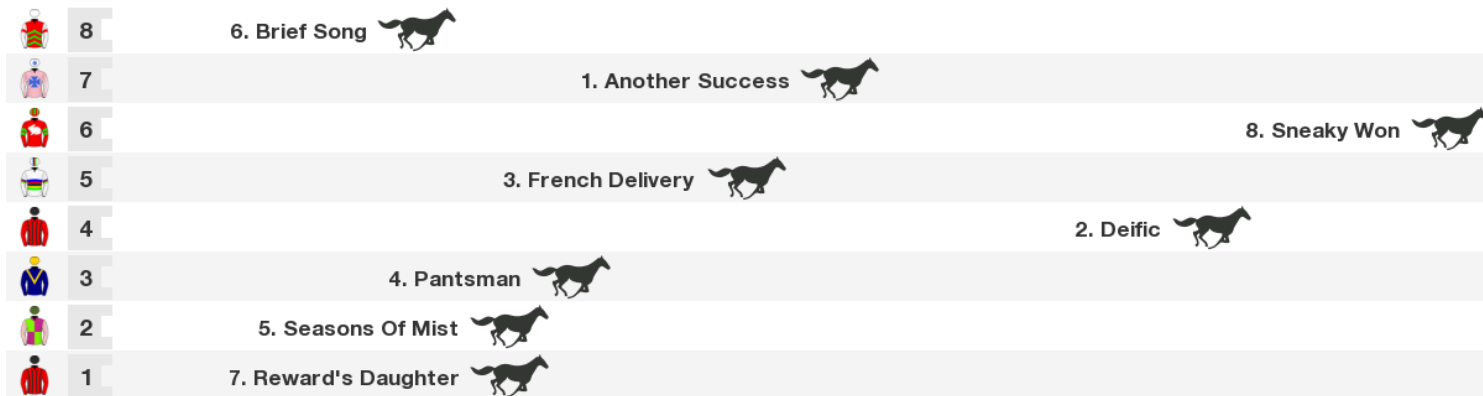 8 6. Brief Song
7 1. Another Success
6 8. Sneaky Won
5 3. French Delivery
4 2. Deific
3 4. Pantsman
2 5. Seasons Of Mist
1 7. Reward's Daughter